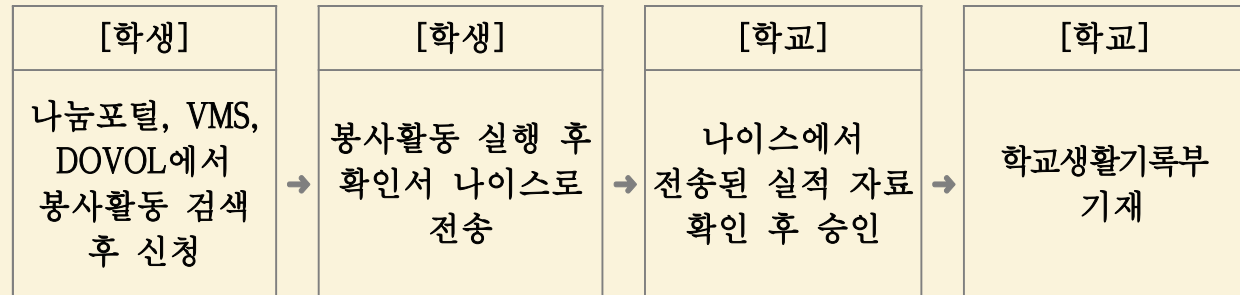 [학생]
나눔포털, VMS,
DOVOL에서
봉사활동 검색
후 신청
➜
[학생]
봉사활동 실행 후
확인서 나이스로
전송
➜
[학교]
나이스에서
전송된 실적 자료
확인 후 승인
➜
[학교]
학교생활기록부
기재